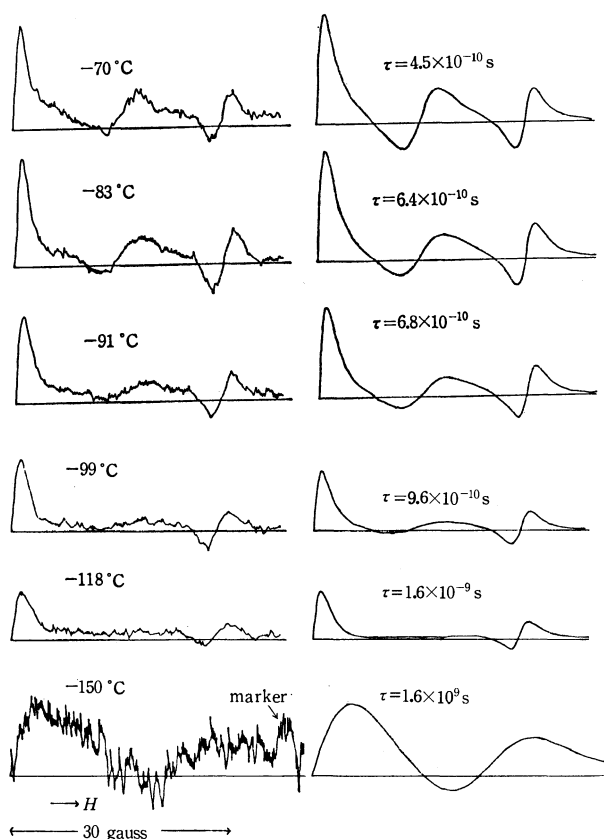 −70 °C
τ=4.5×10⁻¹⁰ s
−83 °C
τ=6.4×10⁻¹⁰ s
−91 °C
τ=6.8×10⁻¹⁰ s
−99 °C
τ=9.6×10⁻¹⁰ s
−118 °C
τ=1.6×10⁻⁹ s
−150 °C
marker
τ=1.6×10⁹ s
H
30 gauss